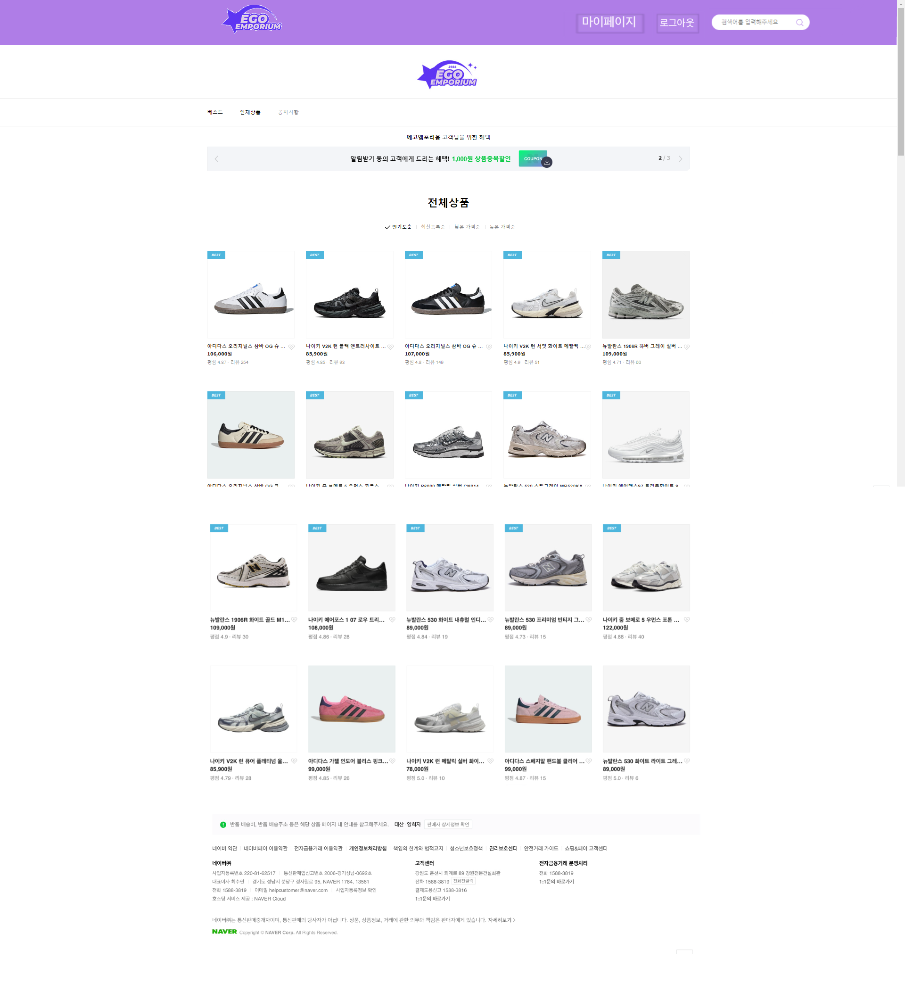 EGO
EMPORIUM
마이페이지
로그아웃
검색어를 입력해주세요
2024
EGO
EMPORIUM
베스트 전체상품 공지사항
에고엠포리움 고객님을 위한 혜택
알림받기 동의 고객에게 드리는 혜택! 1,000원 상품중복할인 COUPON 2 / 3
전체상품
인기도순 최신등록순 낮은 가격순 높은 가격순
BEST BEST BEST BEST BEST
아디다스 오리지널스 삼바 OG 슈 ...
106,000원
평점 4.87 · 리뷰 254
나이키 V2K 런 블랙 앤트러사이트 ...
85,900원
평점 4.85 · 리뷰 93
아디다스 오리지널스 삼바 OG 슈 ...
107,000원
평점 4.8 · 리뷰 149
나이키 V2K 런 서밋 화이트 메탈릭 ...
85,900원
평점 4.9 · 리뷰 51
뉴발란스 1906R 하버 그레이 실버 ...
109,000원
평점 4.71 · 리뷰 66
BEST BEST BEST BEST BEST
아디다스 오리지널스 삼바 OG
나이키 줌 보메로 5 우먼스 코블스
나이키 P6000 메탈릭 실버 CN014
뉴발란스 530 스틸그레이 MR530KA
나이키 에어맥스97 트리플화이트 9
BEST BEST BEST BEST BEST
뉴발란스 1906R 화이트 골드 M1...
109,000원
평점 4.9 · 리뷰 30
나이키 에어포스 1 07 로우 트리...
108,000원
평점 4.86 · 리뷰 28
뉴발란스 530 화이트 내츄럴 인디...
89,000원
평점 4.84 · 리뷰 19
뉴발란스 530 프리미엄 빈티지 그...
89,000원
평점 4.73 · 리뷰 15
나이키 줌 보메로 5 우먼스 포톤 ...
122,000원
평점 4.88 · 리뷰 40
나이키 V2K 런 퓨어 플래티넘 울...
85,900원
평점 4.79 · 리뷰 28
아디다스 가젤 인도어 블리스 핑크...
99,000원
평점 4.85 · 리뷰 26
나이키 V2K 런 메탈릭 실버 화이...
78,000원
평점 5.0 · 리뷰 10
아디다스 스페지알 핸드볼 클리어 ...
99,000원
평점 4.87 · 리뷰 15
뉴발란스 530 화이트 라이트 그레...
89,000원
평점 5.0 · 리뷰 6
반품 배송비, 반품 배송주소 등은 해당 상품 페이지 내 안내를 참고해주세요. 태산 양희자 판매자 상세정보 확인
네이버 약관 네이버페이 이용약관 전자금융거래 이용약관 개인정보처리방침 책임의 한계와 법적고지 청소년보호정책 권리보호센터 안전거래 가이드 쇼핑&페이 고객센터
네이버㈜
사업자등록번호 220-81-62517 통신판매업신고번호 2006-경기성남-0692호
대표이사 최수연 경기도 성남시 분당구 정자일로 95, NAVER 1784, 13561
전화 1588-3819 이메일 helpcustomer@naver.com 사업자등록정보 확인
호스팅 서비스 제공 : NAVER Cloud
고객센터
강원도 춘천시 퇴계로 89 강원전문건설회관
전화 1588-3819 전화전클릭
결제도용신고 1588-3816
1:1문의 바로가기
전자금융거래 분쟁처리
전화 1588-3819
1:1문의 바로가기
네이버㈜는 통신판매중개자이며, 통신판매의 당사자가 아닙니다. 상품, 상품정보, 거래에 관한 의무와 책임은 판매자에게 있습니다. 자세히보기
NAVER Copyright © NAVER Corp. All Rights Reserved.